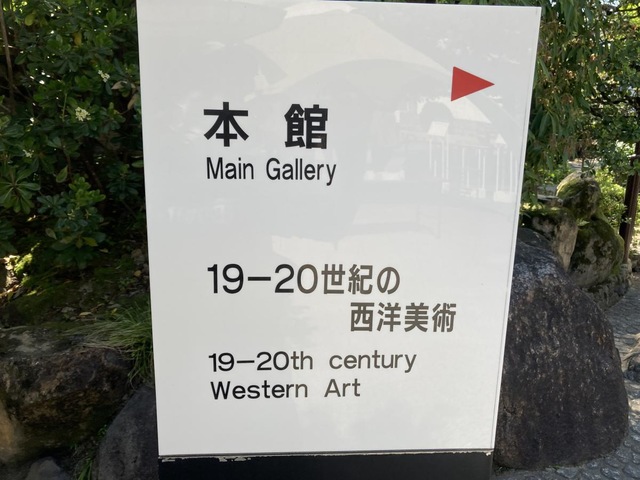 本館
Main Gallery
19-20世紀の
西洋美術
19-20th century
Western Art